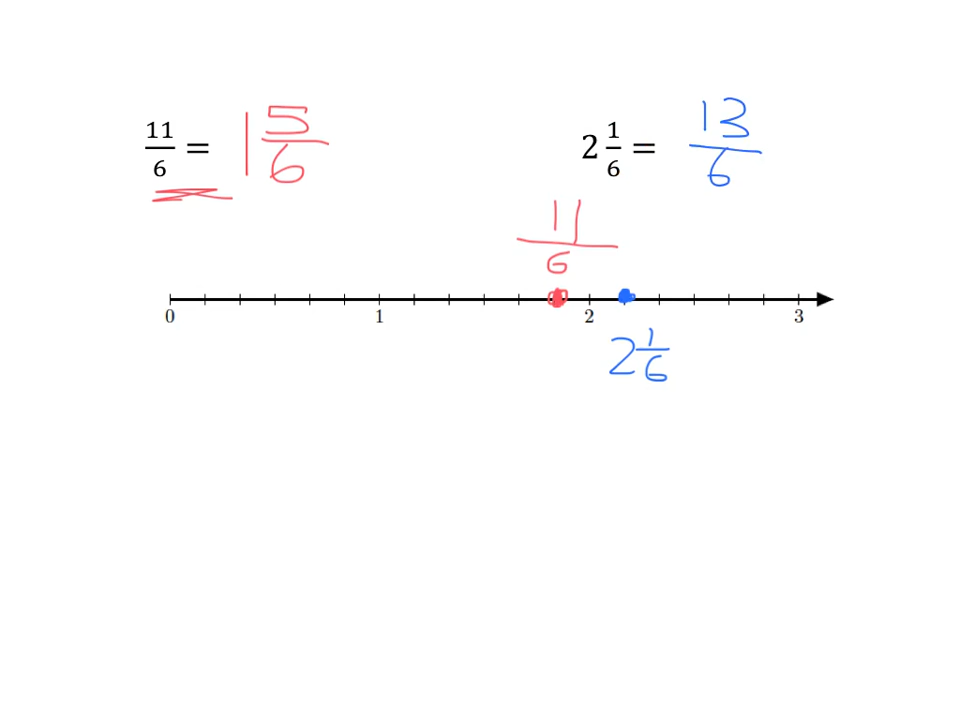 11/6 = 1 5/6
2 1/6 = 13/6
11/6
0 1 2 3
2 1/6